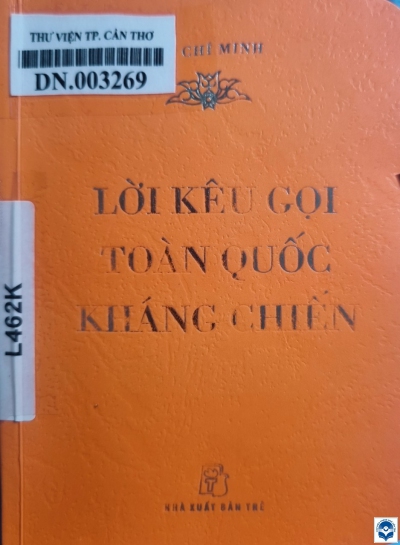 THƯ VIỆN TP. CẦN THƠ
DN.003269
CHÍ MINH
LỜI KÊU GỌI
TOÀN QUỐC
KHÁNG CHIẾN
L462K
NHÀ XUẤT BẢN TRẺ